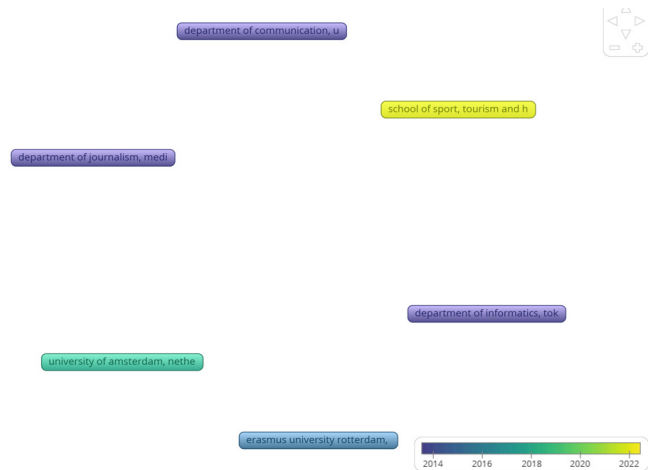 department of communication, u
school of sport, tourism and h
department of journalism, medi
department of informatics, tok
university of amsterdam, nethe
erasmus university rotterdam,
2014 2016 2018 2020 2022